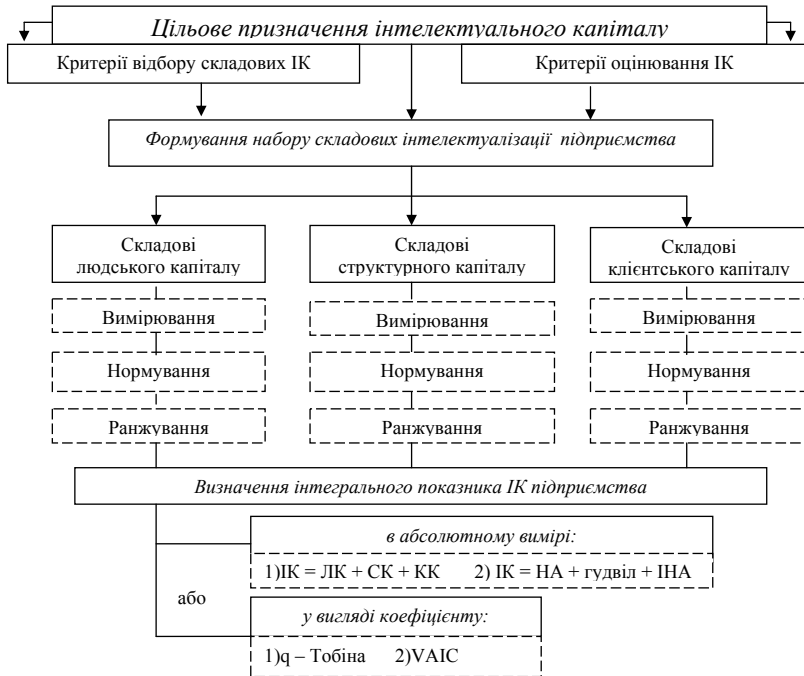 Цільове призначення інтелектуального капіталу
Критерії відбору складових ІК
Критерії оцінювання ІК
Формування набору складових інтелектуалізації підприємства
Складові
людського капіталу
Складові
структурного капіталу
Складові
клієнтського капіталу
Вимірювання
Вимірювання
Вимірювання
Нормування
Нормування
Нормування
Ранжування
Ранжування
Ранжування
Визначення інтегрального показника ІК підприємства
в абсолютному вимірі:
1)ІК = ЛК + СК + КК 2) ІК = НА + гудвіл + ІНА
або
у вигляді коефіцієнту:
1)q – Тобіна 2)VAIC